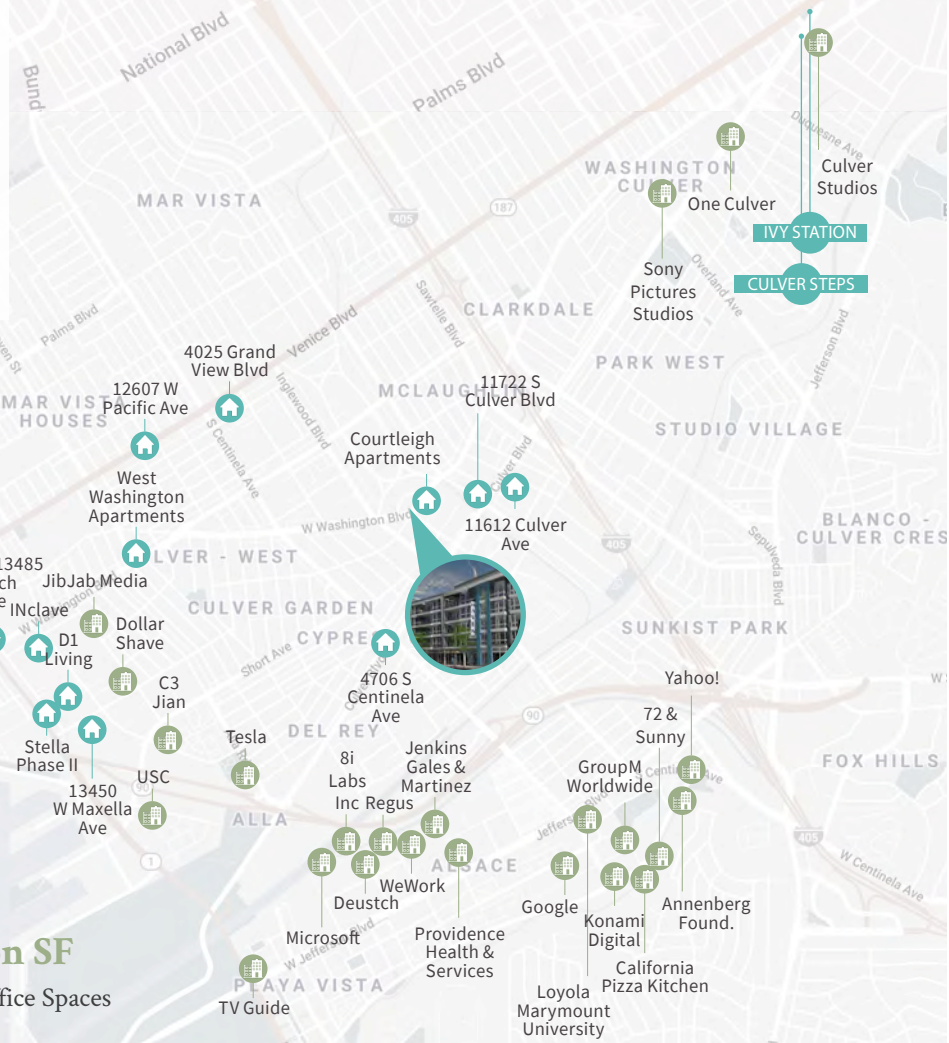 National Blvd
Bund
Palms Blvd
Duquesne Ave
WASHINGTON
CULVER
Culver
Studios
One Culver
MAR VISTA
187
405
IVY STATION
CULVER STEPS
Sony
Pictures
Studios
Overland Ave
Sawtelle Blvd
CLARKDALE
Palms Blvd
Venice Blvd
Jefferson Blvd
en St
4025 Grand
View Blvd
PARK WEST
12607 W
Pacific Ave
MAR VISTA
HOUSES
Inglewood Blvd
MCLAUGHLIN
11722 S
Culver Blvd
S Centinela Ave
Courtleigh
Apartments
STUDIO VILLAGE
Culver Blvd
West
Washington
Apartments
W Washington Blvd
11612 Culver
Ave
BLANCO -
CULVER CRES
405
Sepulveda Blvd
LVER - WEST
13485
ch
e
JibJab Media
INclave
W Washington Blvd
CULVER GARDEN
Dollar
Shave
D1
Living
CYPRE
SUNKIST PARK
Short Ave
4706 S
Centinela
Ave
Yahoo!
C3
Jian
90
72 &
Sunny
DEL REY
Tesla
Stella
Phase II
8i
Labs
Inc
Regus
Jenkins
Gales &
Martinez
GroupM
Worldwide
S Centinela Ave
FOX HILLS
USC
90
13450
W Maxella
Ave
ALLA
Jefferson Blvd
405
1
ALSACE
W Centinela Ave
WeWork
Deustch
Google
Konami
Digital
Annenberg
Found.
Microsoft
W Jefferson Blvd
Providence
Health &
Services
California
Pizza Kitchen
n SF
PLAYA VISTA
fice Spaces
TV Guide
Loyola
Marymount
University